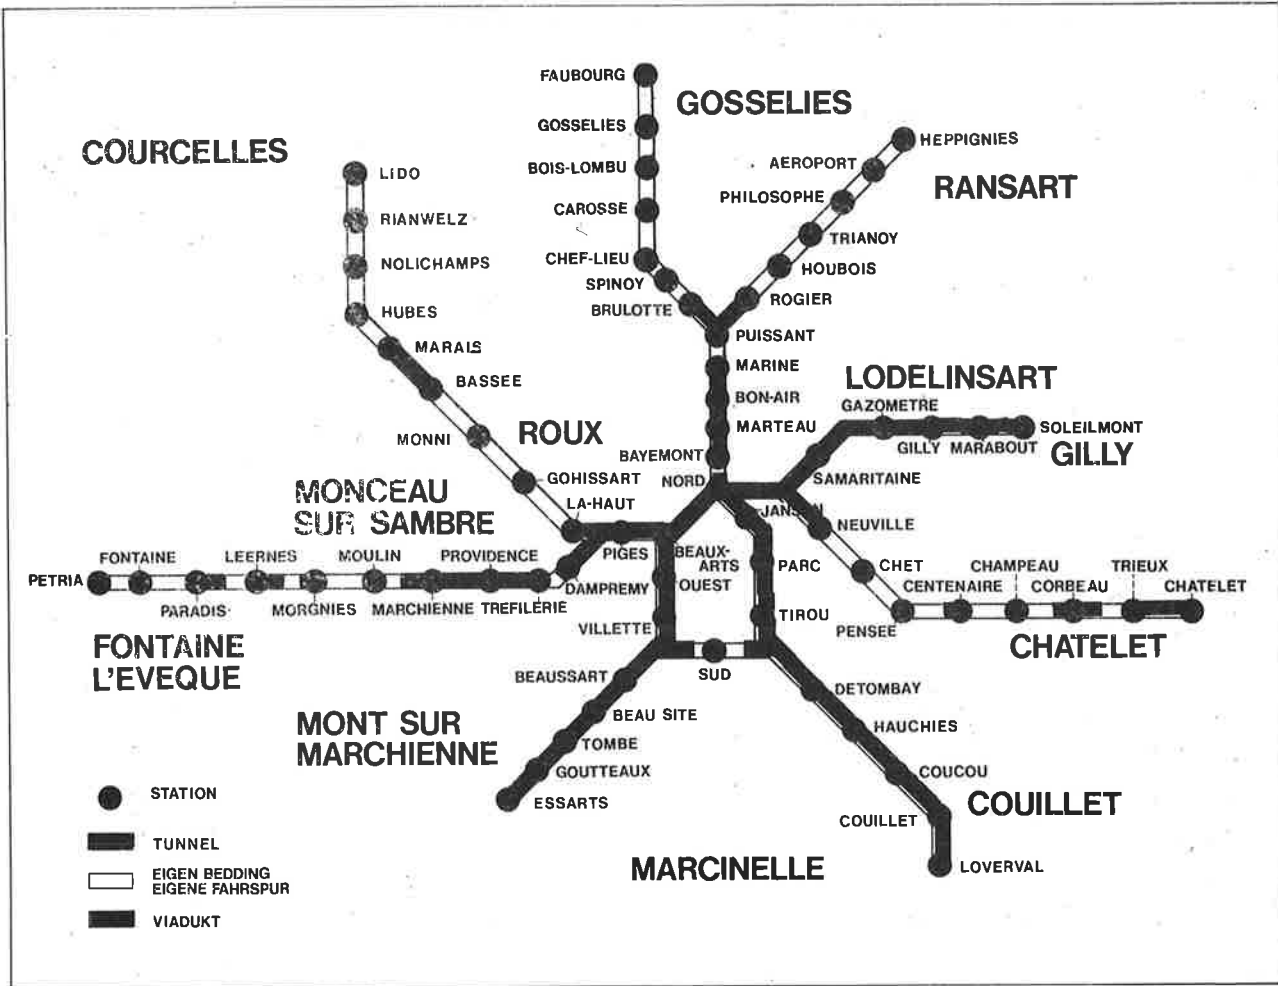 FAUBOURG
GOSSELIES
GOSSELIES
BOIS-LOMBU
CAROSSE
CHEF-LIEU
SPINOY
BRULOTTE
HEPPIGNIES
AEROPORT
RANSART
PHILOSOPHE
TRIANOY
HOUBOIS
ROGIER
PUISSANT
MARINE
BON-AIR
MARTEAU
BAYEMONT
NORD
COURCELLES
LIDO
RIANWELZ
NOLICHAMPS
HUBES
MARAIS
BASSEE
MONNI
ROUX
GOHISSART
LA-HAUT
LODELINSART
GAZOMETRE
SOLEILMONT
GILLY MARABOUT
GILLY
SAMARITAINE
JANSON
NEUVILLE
CHET
CENTENAIRE
CHAMPEAU
CORBEAU
TRIEUX
CHATELET
PENSEE
CHATELET
MONCEAU
SUR SAMBRE
PETRIA
FONTAINE
LEERNES
MOULIN
PROVIDENCE
PARADIS
MORGNIES
MARCHIENNE
TREFILERIE
DAMPREMY
PIGES
BEAUX-
ARTS
OUEST
PARC
TIROU
VILLETTE
SUD
FONTAINE
L'EVEQUE
BEAUSSART
BEAU SITE
TOMBE
GOUTTEAUX
ESSARTS
MONT SUR
MARCHIENNE
DETOMBAY
HAUCHIES
COUCOU
COUILLET
COUILLET
LOVERVAL
MARCINELLE
STATION
TUNNEL
EIGEN BEDDING
EIGENE FAHRSPUR
VIADUKT